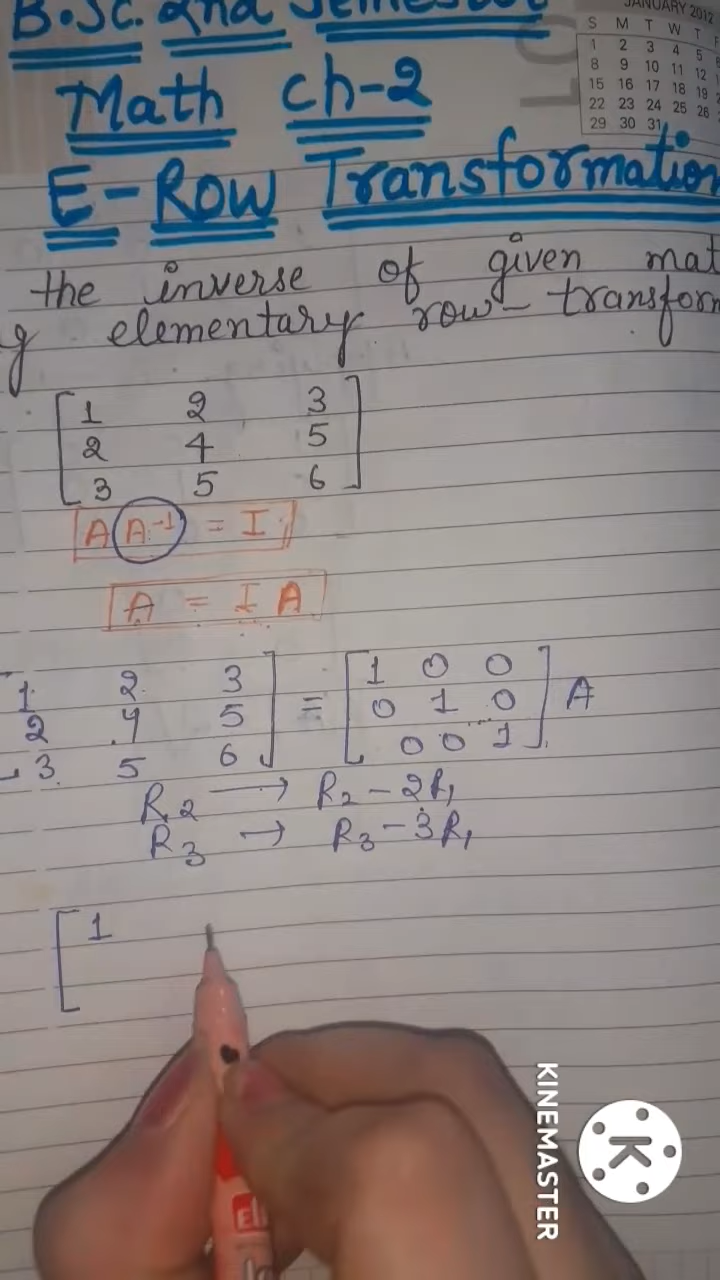 B.Sc. 2nd Semester
Math Ch-2
E-Row Transformation
JANUARY 2012
S M T W T F
1 2 3 4 5
8 9 10 11 12
15 16 17 18 19
22 23 24 25 26
29 30 31
the inverse of given mat
g elementary row-transform
1 2 3
2 4 5
3 5 6
A A⁻¹ = I
A = I A
1 2 3 = 1 0 0
2 4 5 0 1 0 A
3 5 6 0 0 1
R₂ → R₂ - 2R₁
R₃ → R₃ - 3R₁
1
KINEMASTER